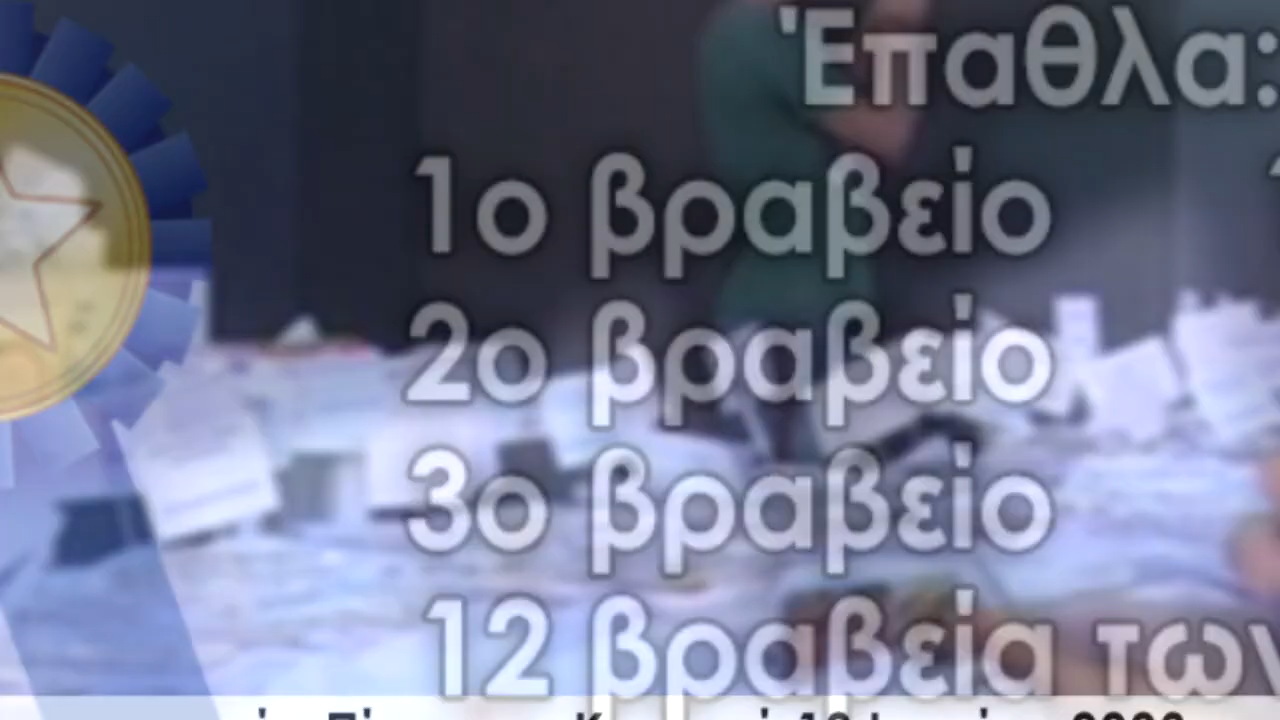 Έπαθλα:
1ο βραβείο
2ο βραβείο
3ο βραβείο
12 βραβεία των